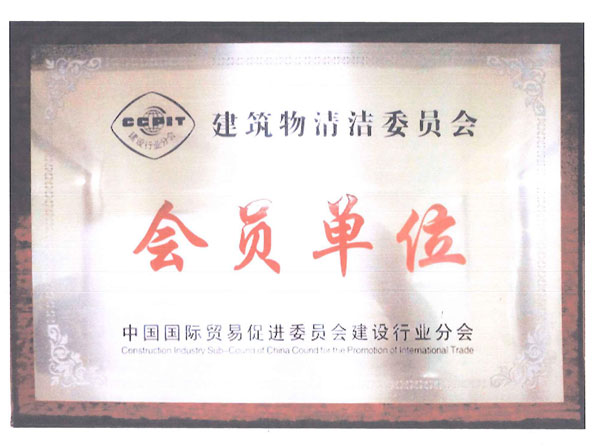 CCPIT
建设行业分会
建筑物清洁委员会
会员单位
中国国际贸易促进委员会建设行业分会
Construction Industry Sub-Council of China Council for the Promotion of International Trade